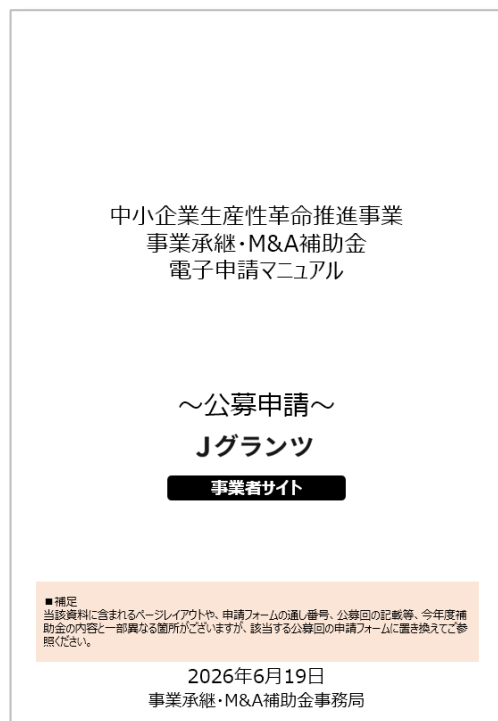 中小企業生産性革命推進事業
事業承継・M&A補助金
電子申請マニュアル
～公募申請～
Jグランツ
事業者サイト
■補足
当該資料に含まれるページレイアウトや、申請フォームの通し番号、公募回の記載等、今年度補
助金の内容と一部異なる箇所がございますが、該当する公募回の申請フォームに置き換えてご参
照ください。
2026年6月19日
事業承継・M&A補助金事務局